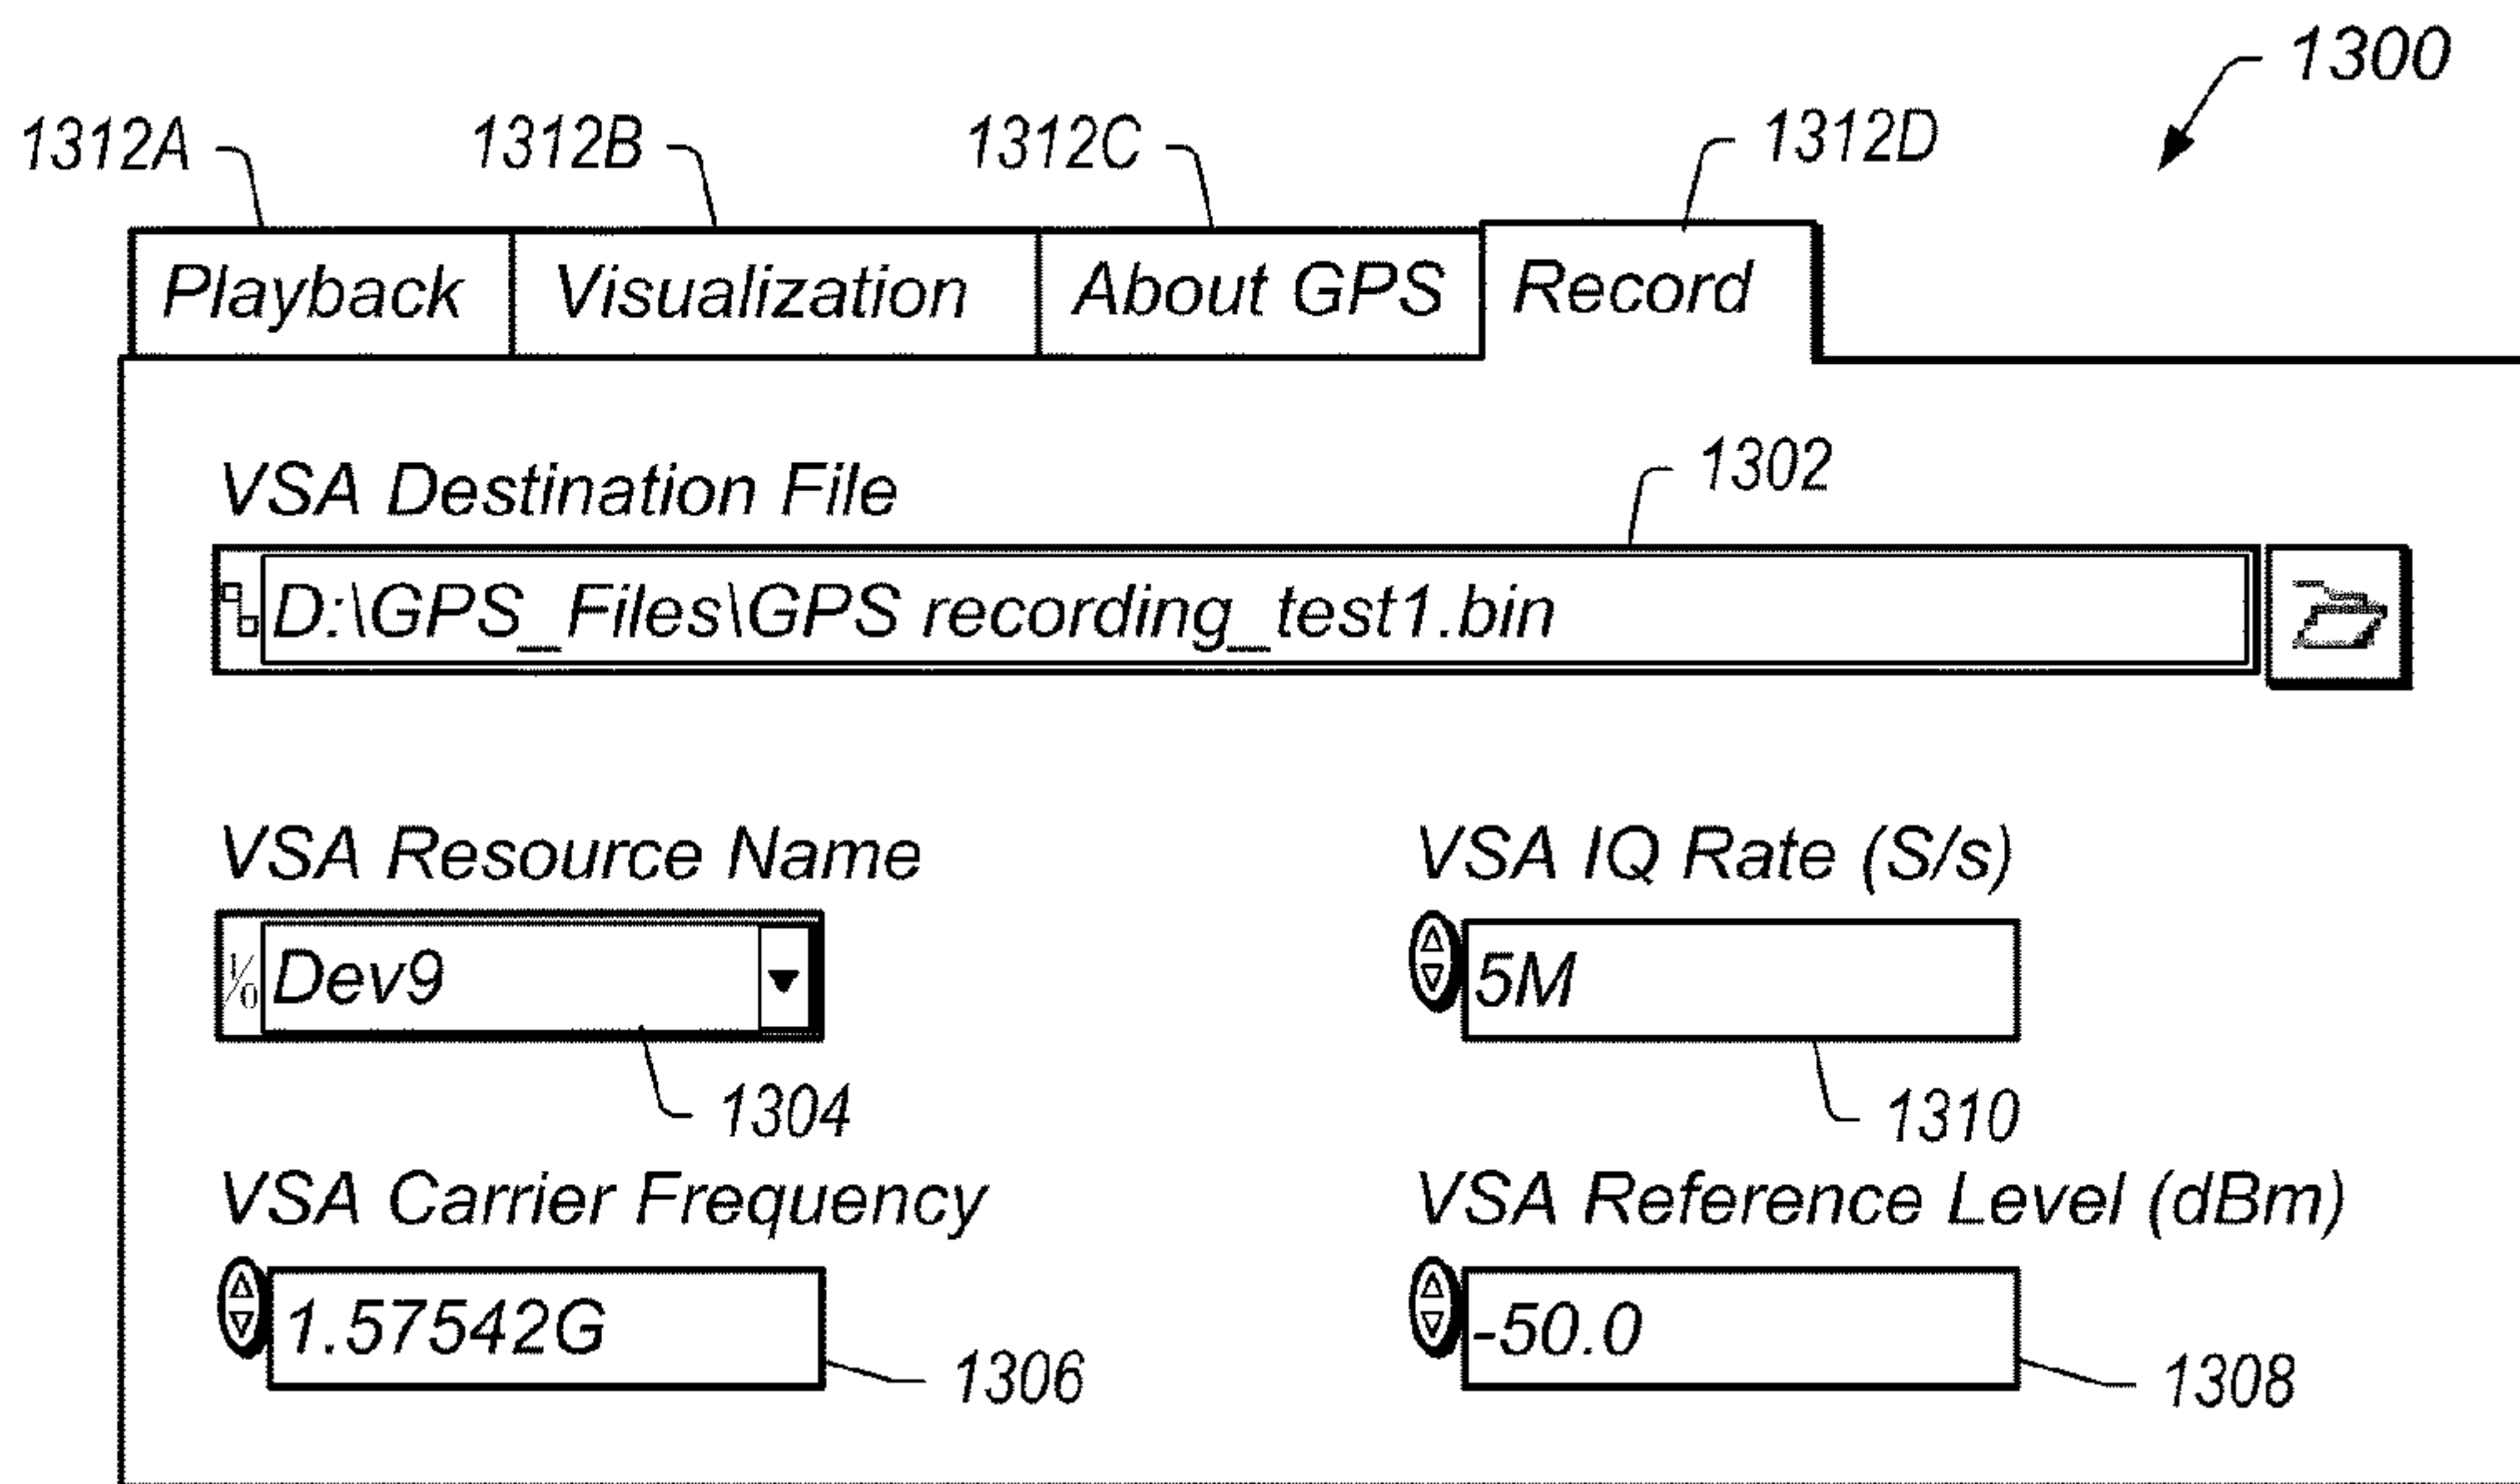 1300
1312A 1312B 1312C 1312D
Playback Visualization About GPS Record
1302
VSA Destination File
D:\GPS_Files\GPS recording_test1.bin
VSA Resource Name VSA IQ Rate (S/s)
I/O Dev9 5M
1304 1310
VSA Carrier Frequency VSA Reference Level (dBm)
1.57542G -50.0
1306 1308